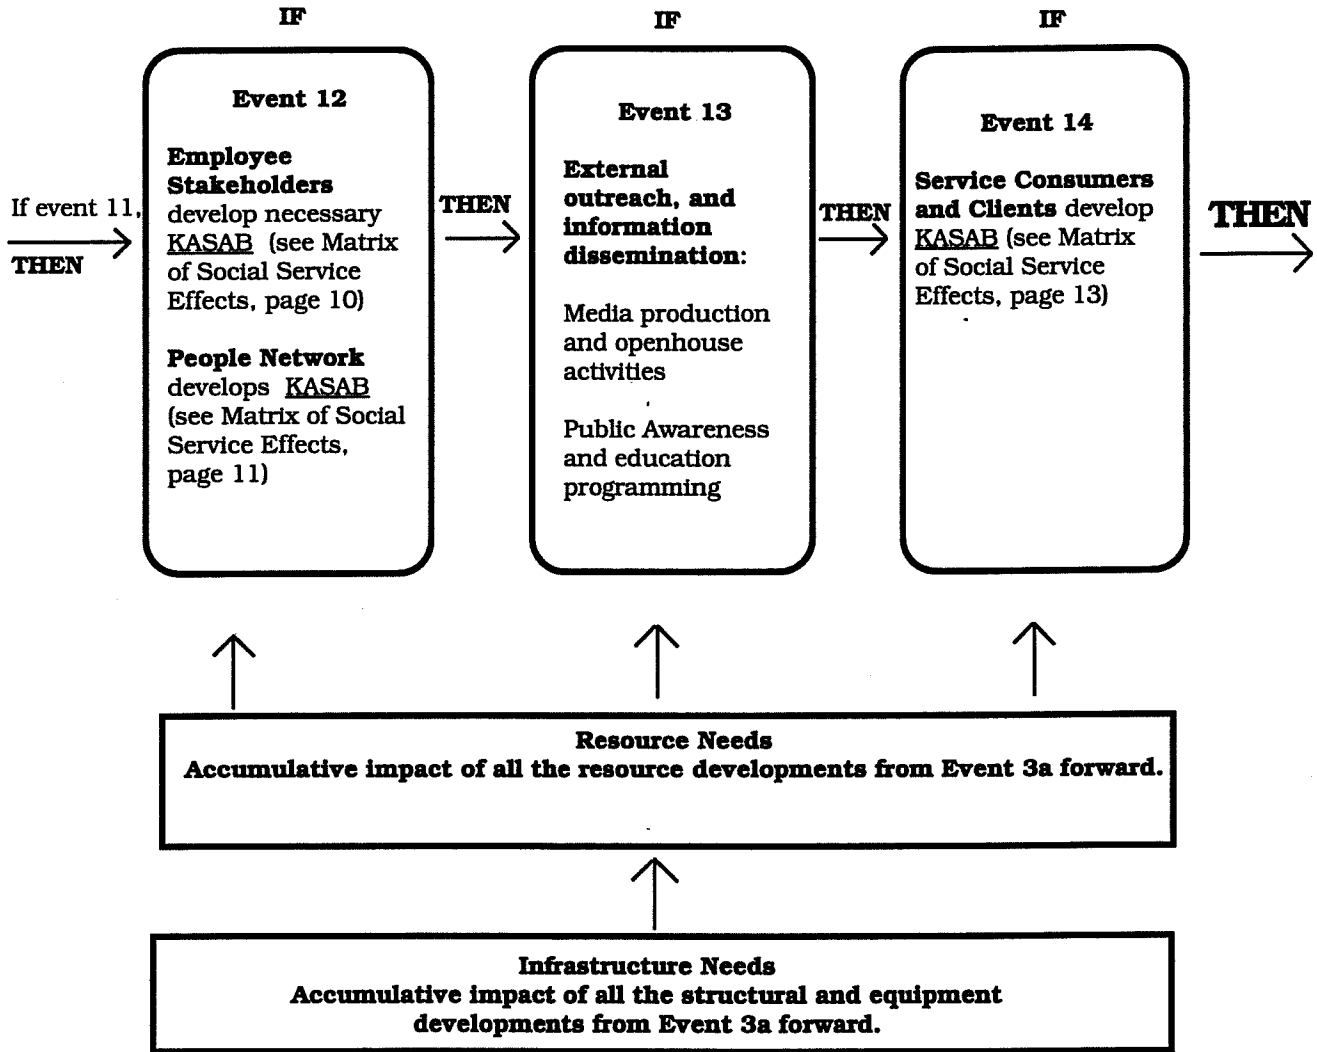 IF
IF
IF
If event 11,
THEN
Event 12
Employee
Stakeholders
develop necessary
KASAB (see Matrix
of Social Service
Effects, page 10)
People Network
develops KASAB
(see Matrix of Social
Service Effects,
page 11)
THEN
Event 13
External
outreach, and
information
dissemination:
Media production
and openhouse
activities
Public Awareness
and education
programming
THEN
Event 14
Service Consumers
and Clients develop
KASAB (see Matrix
of Social Service
Effects, page 13)
THEN
Resource Needs
Accumulative impact of all the resource developments from Event 3a forward.
Infrastructure Needs
Accumulative impact of all the structural and equipment
developments from Event 3a forward.